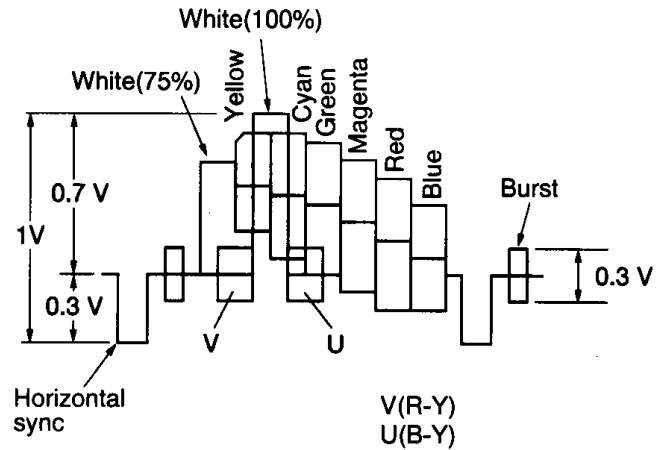 White(100%)
White(75%)
Yellow
Cyan
Green
Magenta
Red
Blue
Burst
0.7 V
1V
0.3 V
0.3 V
V
U
Horizontal
sync
V(R-Y)
U(B-Y)